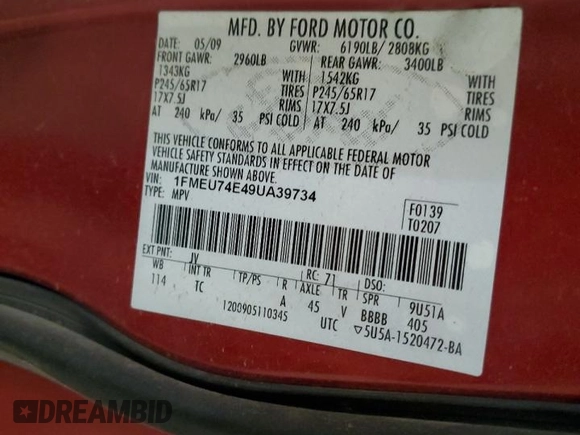 MFD. BY FORD MOTOR CO.
DATE: 05/09 GVWR: 6190LB/ 2808KG
FRONT GAWR: 2960LB REAR GAWR: 3400LB
1343KG WITH 1542KG WITH
P245/65R17 TIRES P245/65R17 TIRES
17X7.5J RIMS 17X7.5J RIMS
AT 240 kPa/ 35 PSI COLD AT 240 kPa/ 35 PSI COLD
THIS VEHICLE CONFORMS TO ALL APPLICABLE FEDERAL MOTOR
VEHICLE SAFETY STANDARDS IN EFFECT ON THE DATE OF
MANUFACTURE SHOWN ABOVE.
VIN: 1FMEU74E49UA39734
TYPE: MPV
F0139
T0207
EXT PNT: JV RC: 71 DSO:
WB INT TR TP/PS R AXLE TR SPR 9U51A
114 TC A 45 V BBBB 405
1200905110345 UTC ▽5U5A-1520472-BA
DREAMBID